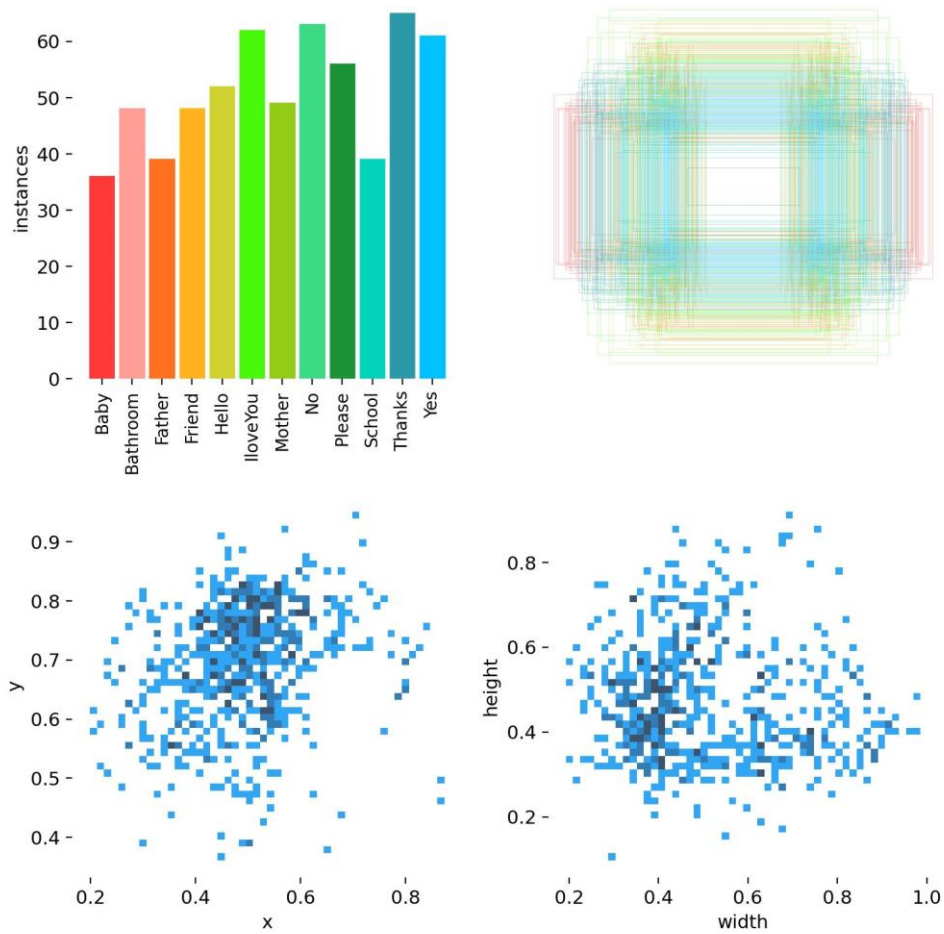 instances
60
50
40
30
20
10
0
Baby
Bathroom
Father
Friend
Hello
IloveYou
Mother
No
Please
School
Thanks
Yes
y
0.9
0.8
0.7
0.6
0.5
0.4
0.2
0.4
0.6
0.8
x
height
0.8
0.6
0.4
0.2
0.2
0.4
0.6
0.8
1.0
width